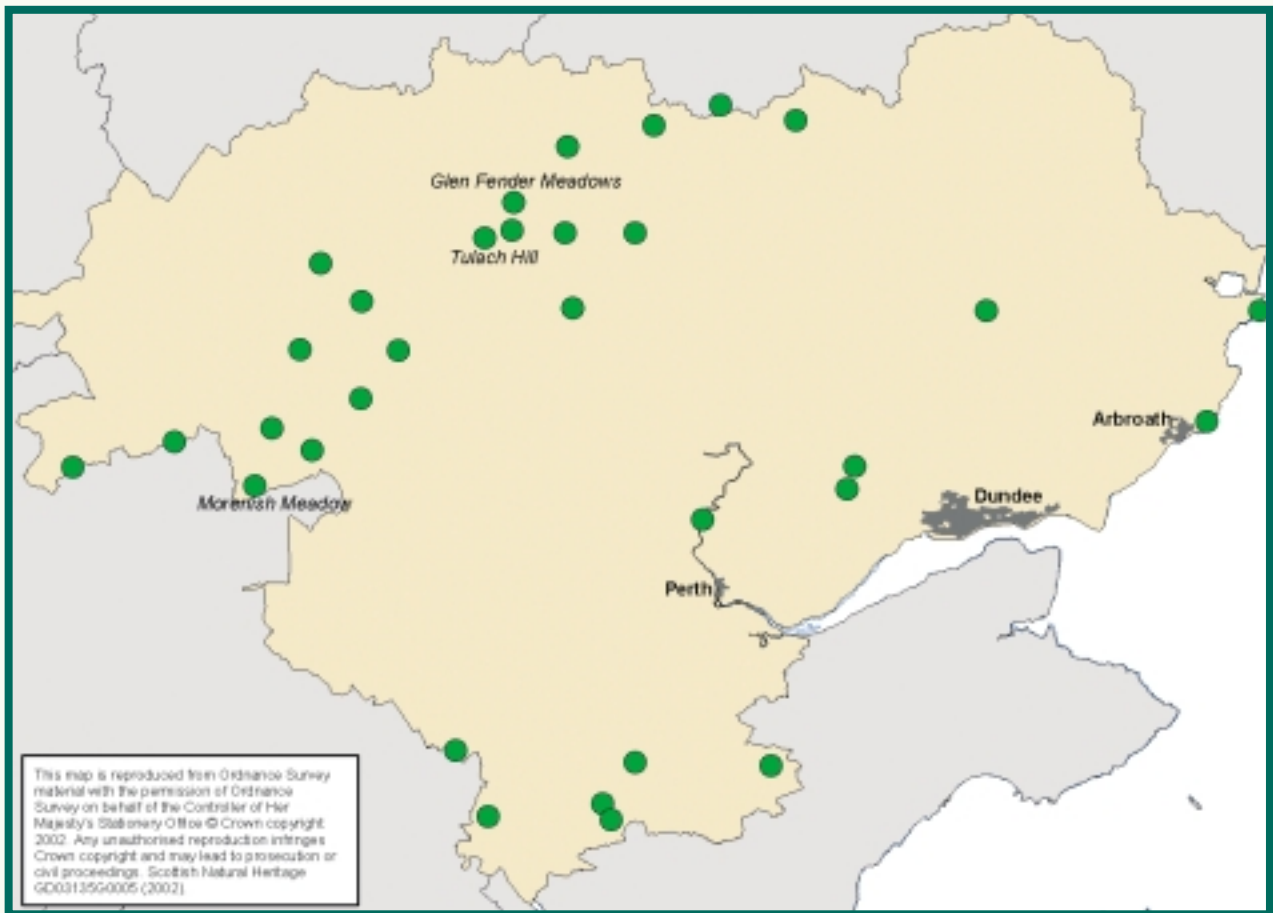 Glen Fender Meadows
Tulach Hill
Arbroath
Dundee
Morenish Meadow
Perth
This map is reproduced from Ordnance Survey
material with the permission of Ordnance
Survey on behalf of the Controller of Her
Majesty's Stationery Office © Crown copyright
2002. Any unauthorised reproduction infringes
Crown copyright and may lead to prosecution or
civil proceedings. Scottish Natural Heritage
GD03135G0005 (2002)